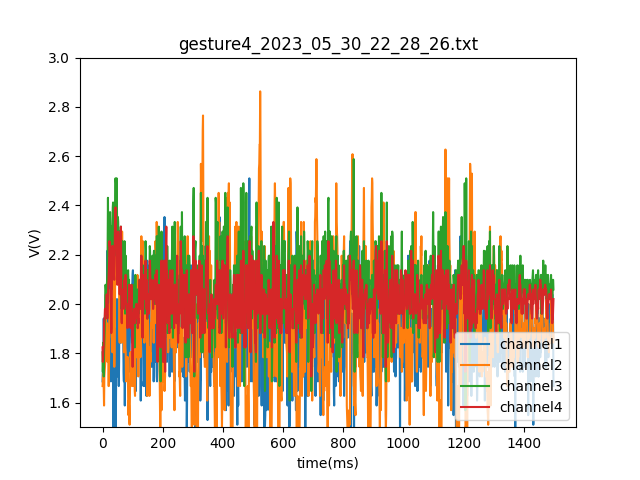 gesture4_2023_05_30_22_28_26.txt
3.0
2.8
2.6
2.4
2.2
2.0
1.8
1.6
V(V)
0 200 400 600 800 1000 1200 1400
time(ms)
channel1
channel2
channel3
channel4